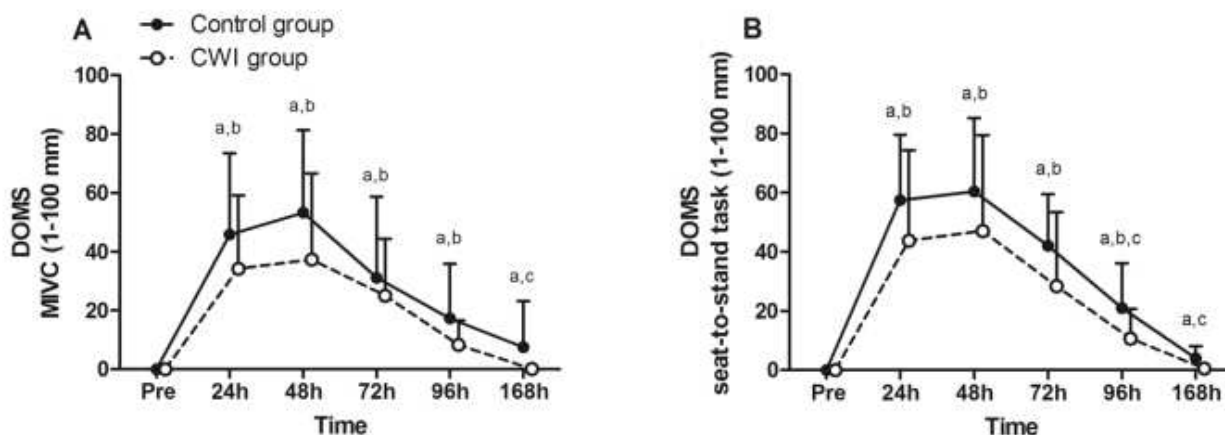 A
Control group
CWI group
DOMS
MIVC (1-100 mm)
100
80
60
40
20
0
a,b
a,b
a,b
a,b
a,c
Pre 24h 48h 72h 96h 168h
Time
B
DOMS
seat-to-stand task (1-100 mm)
100
80
60
40
20
0
a,b
a,b
a,b
a,b,c
a,c
Pre 24h 48h 72h 96h 168h
Time